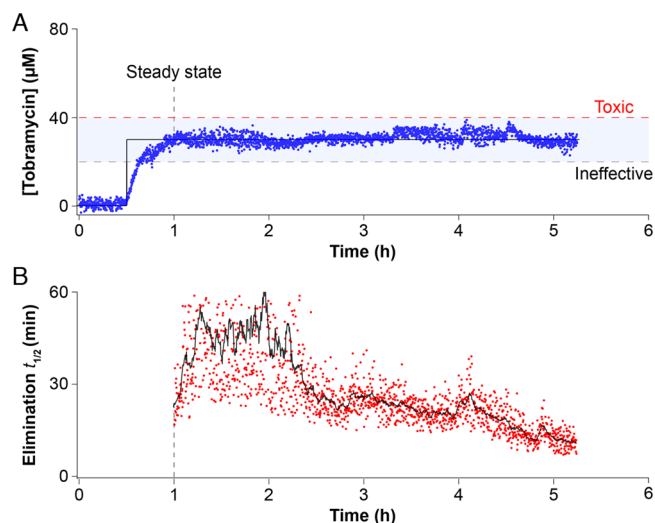 A
80
40
0
[Tobramycin] (µM)
Steady state
Toxic
Ineffective
0 1 2 3 4 5 6
Time (h)
B
60
30
0
Elimination t1/2 (min)
0 1 2 3 4 5 6
Time (h)